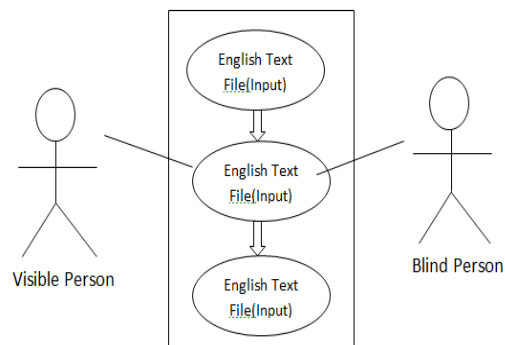 English Text
File(Input)
English Text
File(Input)
English Text
File(Input)
Visible Person
Blind Person